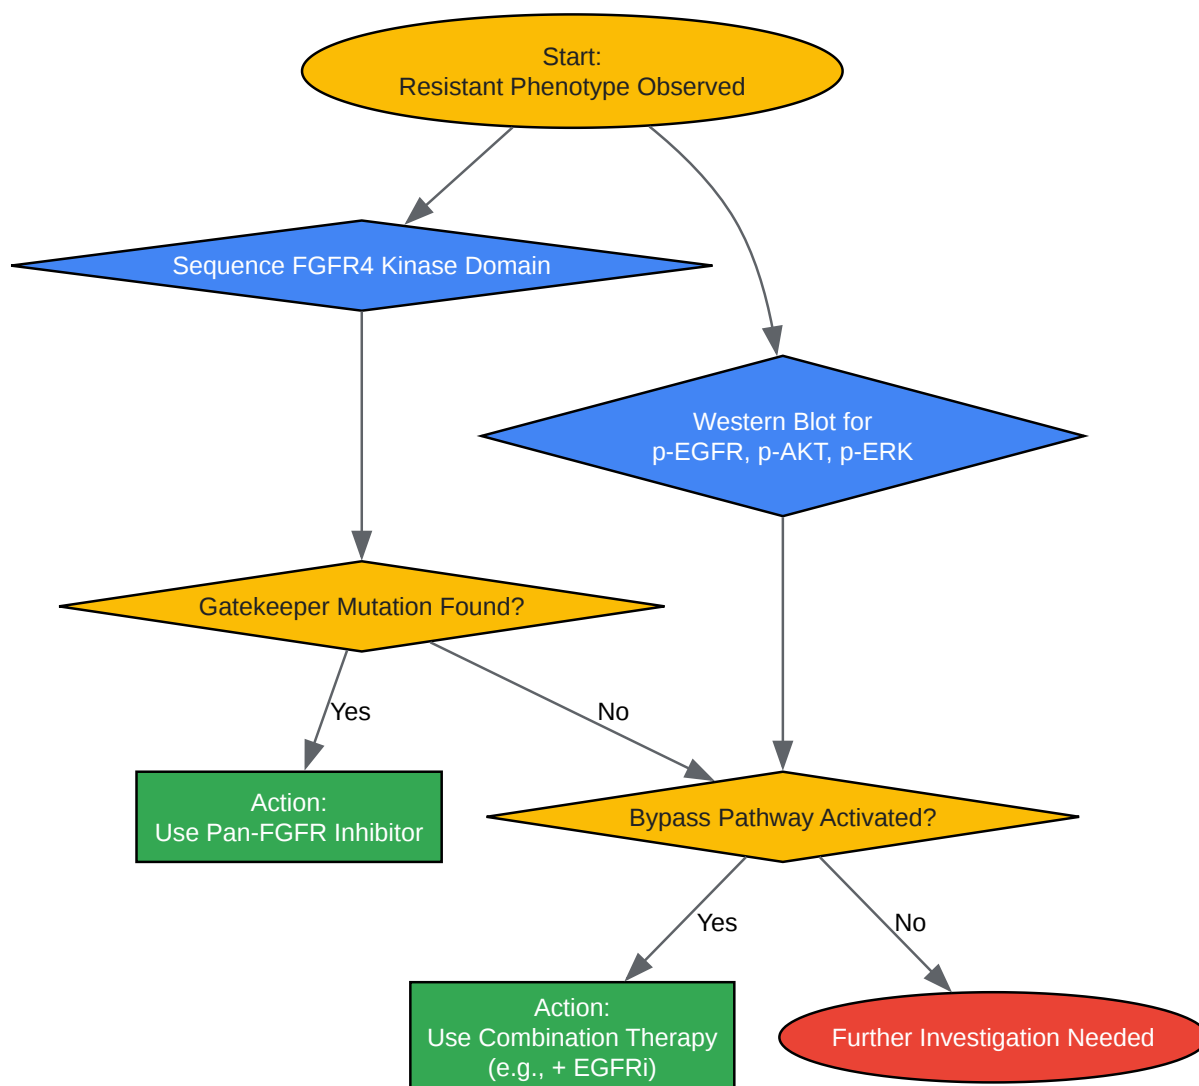 Start:
Resistant Phenotype Observed
Sequence FGFR4 Kinase Domain
Western Blot for
p-EGFR, p-AKT, p-ERK
Gatekeeper Mutation Found?
Yes
No
Action:
Use Pan-FGFR Inhibitor
Bypass Pathway Activated?
Yes
No
Action:
Use Combination Therapy
(e.g., + EGFRi)
Further Investigation Needed